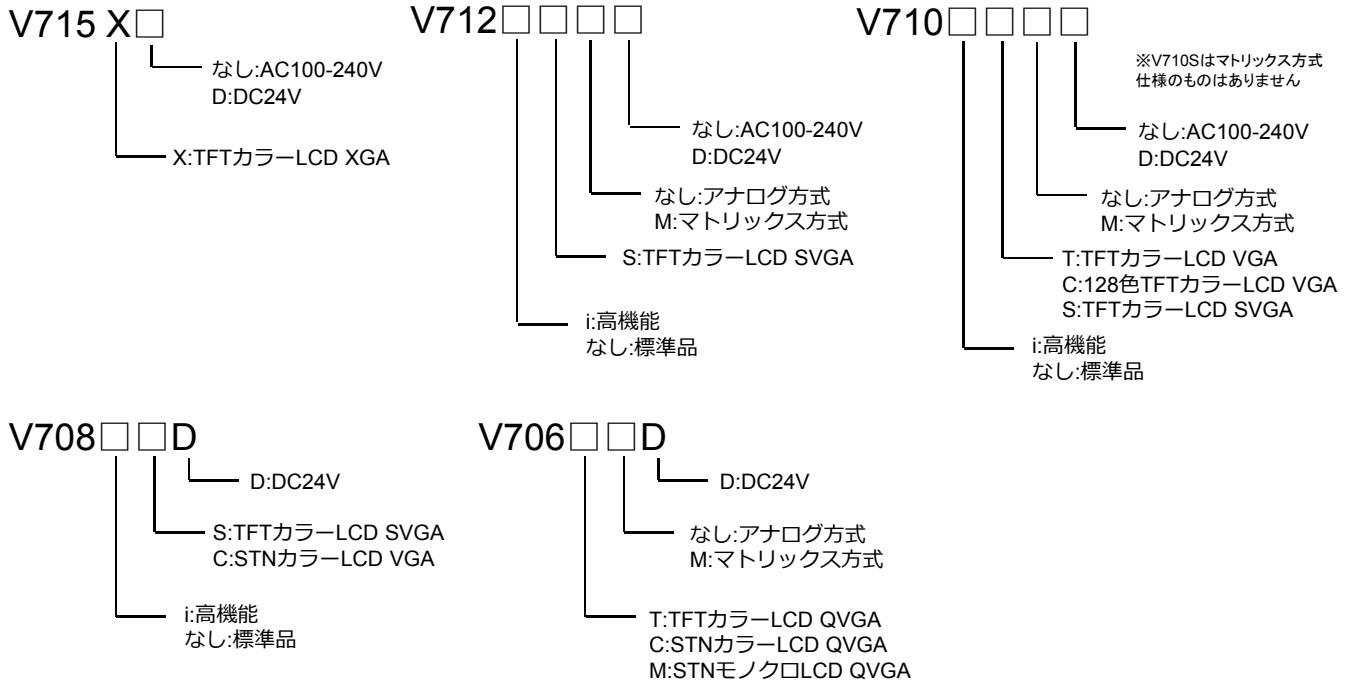 V715 X□
なし:AC100-240V
D:DC24V
X:TFTカラーLCD XGA
V712□□□□
なし:AC100-240V
D:DC24V
なし:アナログ方式
M:マトリックス方式
S:TFTカラーLCD SVGA
i:高機能
なし:標準品
V710□□□□
※V710Sはマトリックス方式
仕様のものはありません
なし:AC100-240V
D:DC24V
なし:アナログ方式
M:マトリックス方式
T:TFTカラーLCD VGA
C:128色TFTカラーLCD VGA
S:TFTカラーLCD SVGA
i:高機能
なし:標準品
V708□□D
D:DC24V
S:TFTカラーLCD SVGA
C:STNカラーLCD VGA
i:高機能
なし:標準品
V706□□D
D:DC24V
なし:アナログ方式
M:マトリックス方式
T:TFTカラーLCD QVGA
C:STNカラーLCD QVGA
M:STNモノクロLCD QVGA